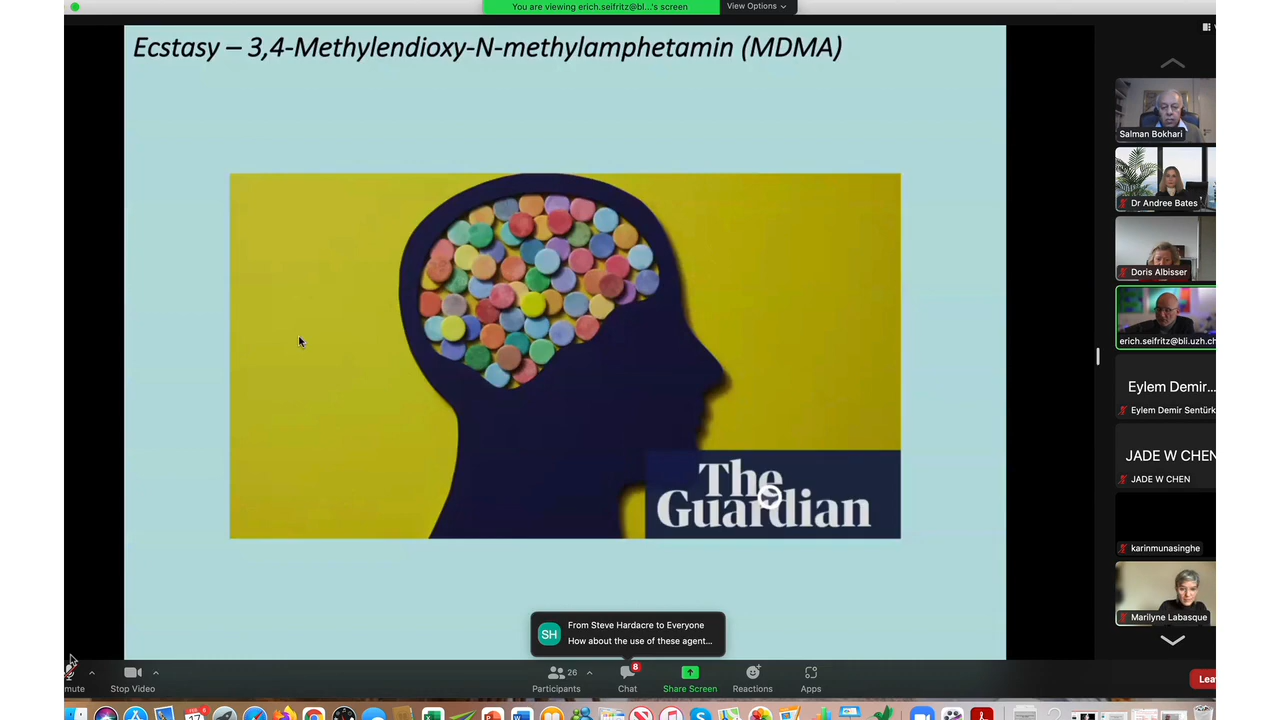 You are viewing erich.seifritz@bl...'s screen
View Options
Ecstasy – 3,4-Methylendioxy-N-methylamphetamin (MDMA)
Salman Bokhari
Dr Andree Bates
Doris Albisser
erich.seifritz@bli.uzh.ch
Eylem Demir...
Eylem Demir Sentürk
JADE W CHEN
JADE W CHEN
karinmunasinghe
Marilyne Labasque
The
Guardian
SH
From Steve Hardacre to Everyone
How about the use of these agent...
mute
Stop Video
26
Participants
8
Chat
Share Screen
Reactions
Apps
Lea